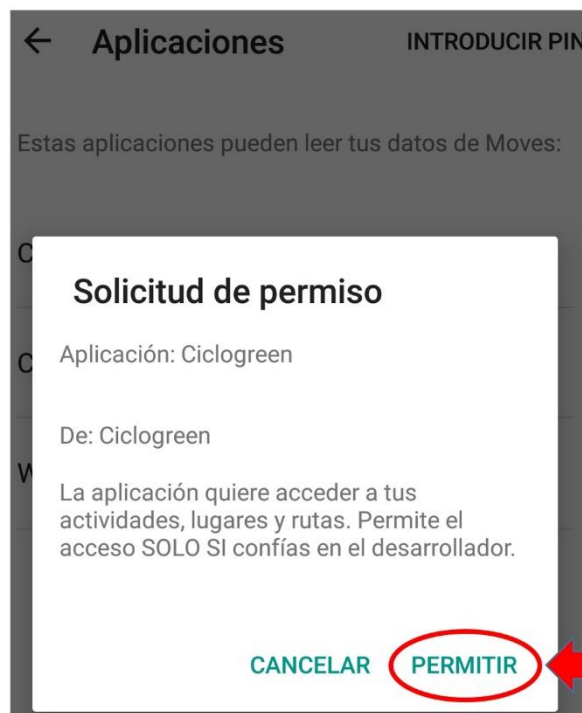 Aplicaciones INTRODUCIR PIN
Estas aplicaciones pueden leer tus datos de Moves:
C
Solicitud de permiso
C
Aplicación: Ciclogreen
De: Ciclogreen
W
La aplicación quiere acceder a tus
actividades, lugares y rutas. Permite el
acceso SOLO SI confías en el desarrollador.
CANCELAR PERMITIR